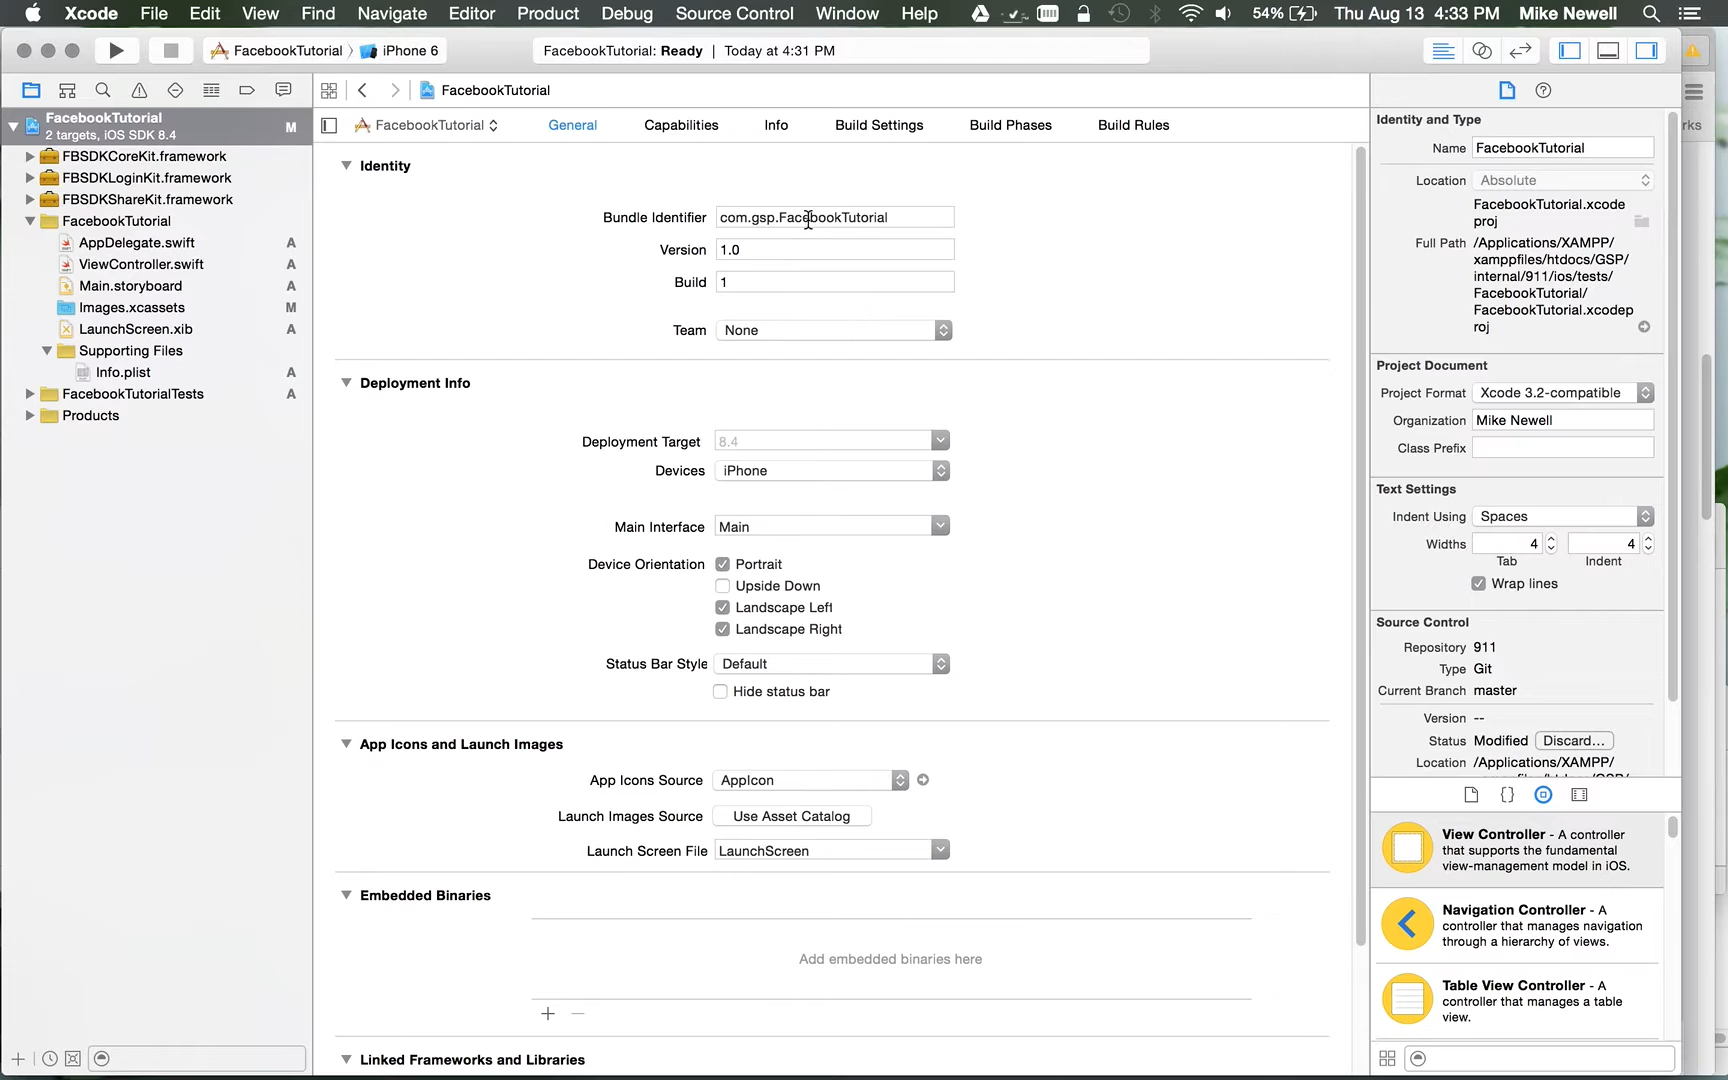 Xcode File Edit View Find Navigate Editor Product Debug Source Control Window Help 54% Thu Aug 13 4:33 PM Mike Newell
FacebookTutorial iPhone 6
FacebookTutorial: Ready | Today at 4:31 PM
FacebookTutorial
FacebookTutorial
2 targets, iOS SDK 8.4
M
FBSDKCoreKit.framework
FBSDKLoginKit.framework
FBSDKShareKit.framework
FacebookTutorial
AppDelegate.swift A
ViewController.swift A
Main.storyboard A
Images.xcassets M
LaunchScreen.xib A
Supporting Files
Info.plist A
FacebookTutorialTests A
Products
FacebookTutorial General Capabilities Info Build Settings Build Phases Build Rules
Identity
Bundle Identifier com.gsp.FacebookTutorial
Version 1.0
Build 1
Team None
Deployment Info
Deployment Target 8.4
Devices iPhone
Main Interface Main
Device Orientation Portrait
Upside Down
Landscape Left
Landscape Right
Status Bar Style Default
Hide status bar
App Icons and Launch Images
App Icons Source AppIcon
Launch Images Source Use Asset Catalog
Launch Screen File LaunchScreen
Embedded Binaries
Add embedded binaries here
Linked Frameworks and Libraries
Identity and Type
Name FacebookTutorial
Location Absolute
FacebookTutorial.xcode
proj
Full Path /Applications/XAMPP/
xamppfiles/htdocs/GSP/
internal/911/ios/tests/
FacebookTutorial/
FacebookTutorial.xcodep
roj
Project Document
Project Format Xcode 3.2-compatible
Organization Mike Newell
Class Prefix
Text Settings
Indent Using Spaces
Widths 4 4
Tab Indent
Wrap lines
Source Control
Repository 911
Type Git
Current Branch master
Version --
Status Modified Discard...
Location /Applications/XAMPP/
View Controller - A controller
that supports the fundamental
view-management model in iOS.
Navigation Controller - A
controller that manages navigation
through a hierarchy of views.
Table View Controller - A
controller that manages a table
view.